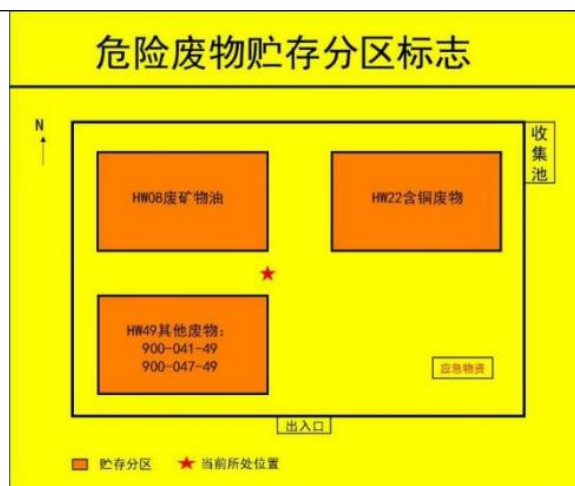 危险废物贮存分区标志
N
收集池
HW08废矿物油
HW22含铜废物
HW49其他废物：
900-041-49
900-047-49
应急物资
出入口
贮存分区
当前所处位置